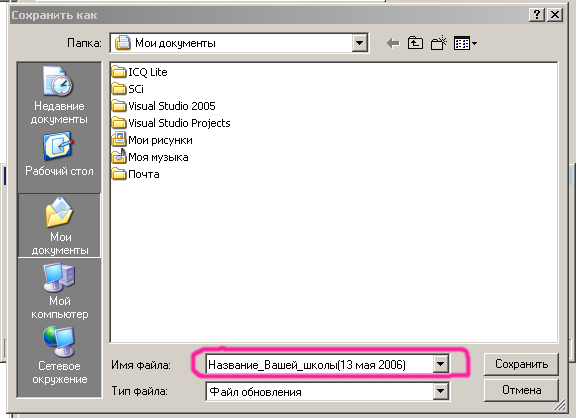 Сохранить как
Папка: Мои документы
ICQ Lite
SCi
Visual Studio 2005
Visual Studio Projects
Мои рисунки
Моя музыка
Почта
Недавние
документы
Рабочий стол
Мои
документы
Мой
компьютер
Сетевое
окружение
Имя файла: Название_Вашей_школы(13 мая 2006) Сохранить
Тип файла: Файл обновления Отмена